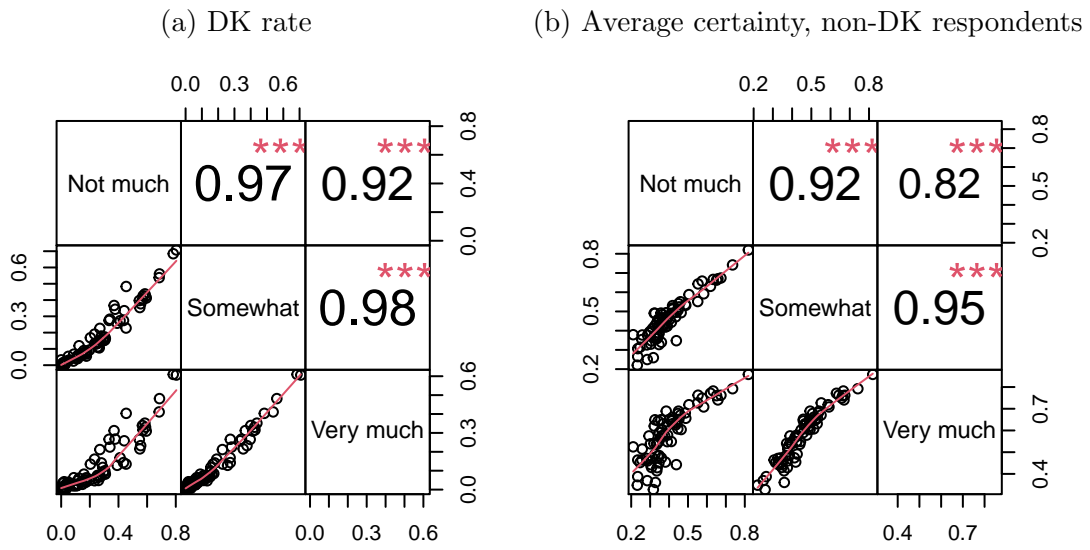 (a) DK rate
(b) Average certainty, non-DK respondents
0.0 0.3 0.6
0.2 0.5 0.8
Not much
0.97
***
0.92
***
0.0 0.4 0.8
Not much
0.92
***
0.82
***
0.2 0.5 0.8
0.0 0.3 0.6
Somewhat
0.98
***
0.2 0.5 0.8
Somewhat
0.95
***
Very much
0.0 0.3 0.6
Very much
0.4 0.7
0.0 0.4 0.8
0.0 0.2 0.4 0.6
0.2 0.5 0.8
0.4 0.7